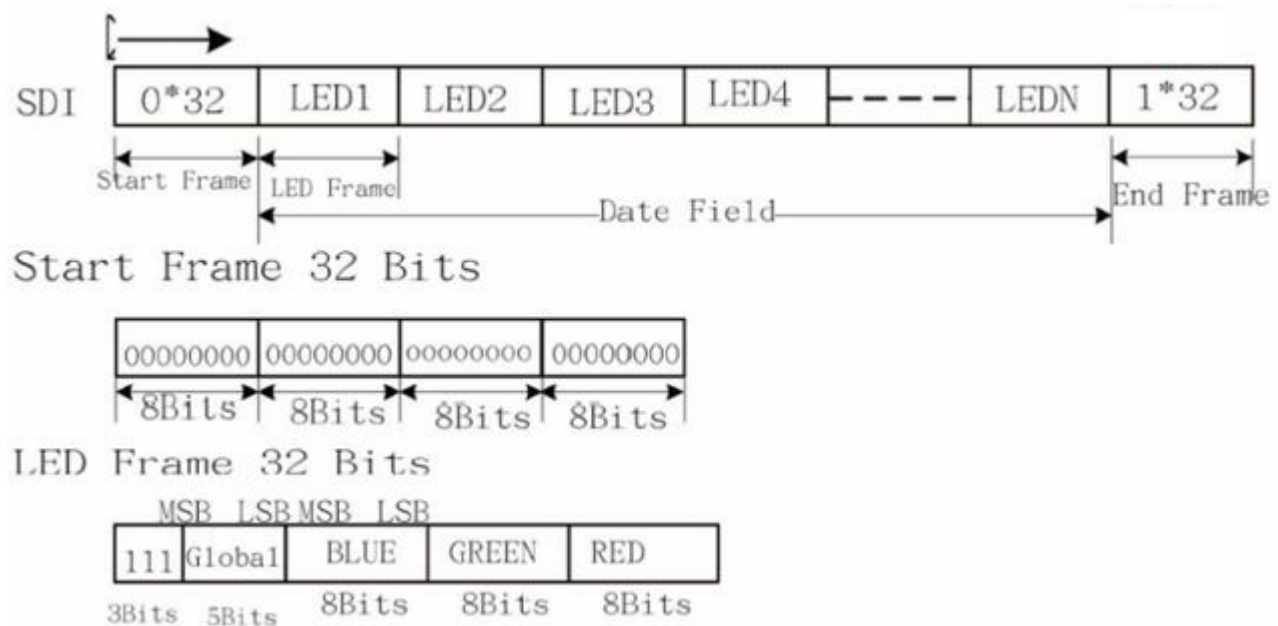 SDI 0*32 LED1 LED2 LED3 LED4 LEDN 1*32
Start Frame LED Frame Date Field End Frame
Start Frame 32 Bits
00000000 00000000 00000000 00000000
8Bits 8Bits 8Bits 8Bits
LED Frame 32 Bits
MSB LSB MSB LSB
111 Global BLUE GREEN RED
3Bits 5Bits 8Bits 8Bits 8Bits